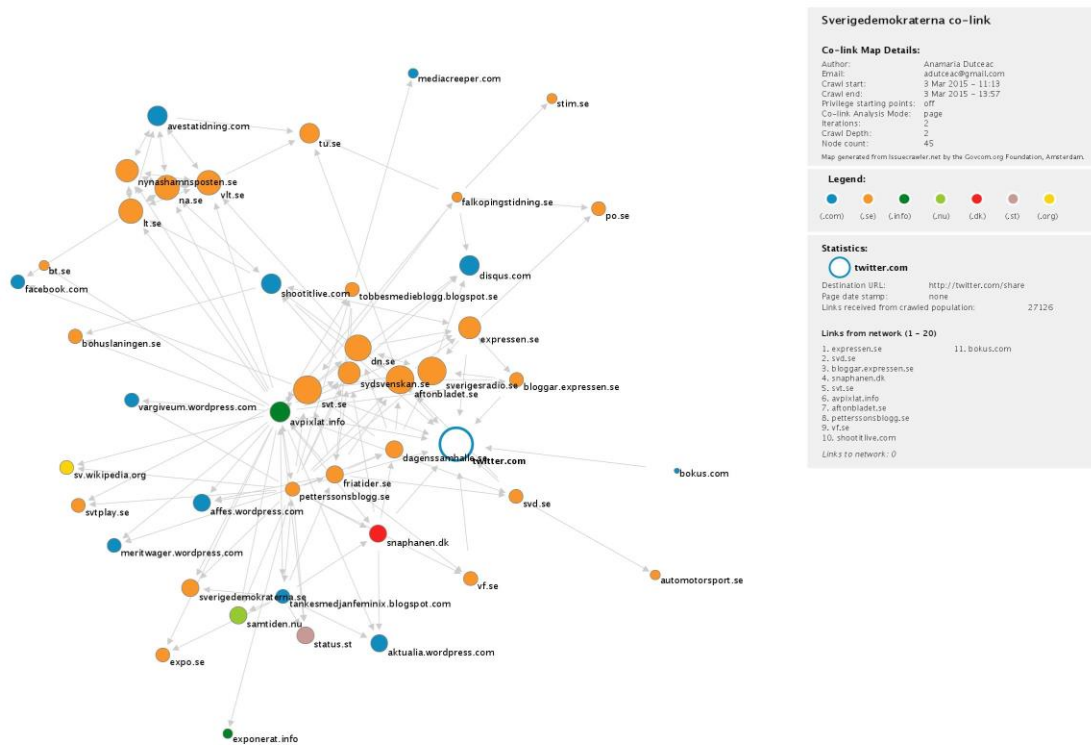 Sverigedemokraterna co-link
Co-link Map Details:
Author: Anamaria Dutceac
Email: adutceac@gmail.com
Crawl start: 3 Mar 2015 - 11:13
Crawl end: 3 Mar 2015 - 13:57
Privilege starting points: off
Co-link Analysis Mode: page
Iterations: 2
Crawl Depth: 2
Node count: 45
Map generated from Issuecrawler.net by the Govcom.org Foundation, Amsterdam.
Legend:
(.com) (.se) (.info) (.nu) (.dk) (.st) (.org)
Statistics:
twitter.com
Destination URL: http://twitter.com/share
Page date stamp: none
Links received from crawled population: 27126
Links from network (1 - 20)
1. expressen.se 11. bokus.com
2. svd.se
3. bloggar.expressen.se
4. snaphanen.dk
5. svt.se
6. avpixlat.info
7. aftonbladet.se
8. petterssonsblogg.se
9. vf.se
10. shootitlive.com
Links to network: 0
mediacreeper.com
stim.se
avestatidning.com
tu.se
nynashamnsposten.se
na.se
vlt.se
falkopingstidning.se
po.se
lt.se
bt.se
facebook.com
disqus.com
shootitlive.com
tobbesmedieblogg.blogspot.se
bohuslaningen.se
expressen.se
dn.se
sydsvenskan.se
sverigesradio.se
bloggar.expressen.se
aftonbladet.se
svt.se
vargiveum.wordpress.com
avpixlat.info
dagenssamhalle.se
twitter.com
sv.wikipedia.org
bokus.com
friatider.se
petterssonsblogg.se
svtplay.se
affes.wordpress.com
svd.se
snaphanen.dk
meritwager.wordpress.com
vf.se
automotorsport.se
sverigedemokraterna.se
tankesmedjanfeminix.blogspot.com
samtiden.nu
status.st
aktualia.wordpress.com
expo.se
exponerat.info